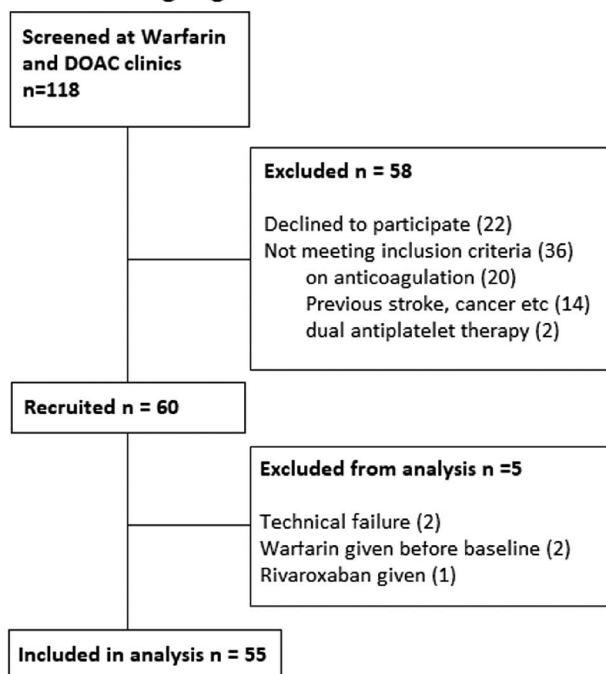 Screened at Warfarin
and DOAC clinics
n=118
Excluded n = 58
Declined to participate (22)
Not meeting inclusion criteria (36)
on anticoagulation (20)
Previous stroke, cancer etc (14)
dual antiplatelet therapy (2)
Recruited n = 60
Excluded from analysis n =5
Technical failure (2)
Warfarin given before baseline (2)
Rivaroxaban given (1)
Included in analysis n = 55